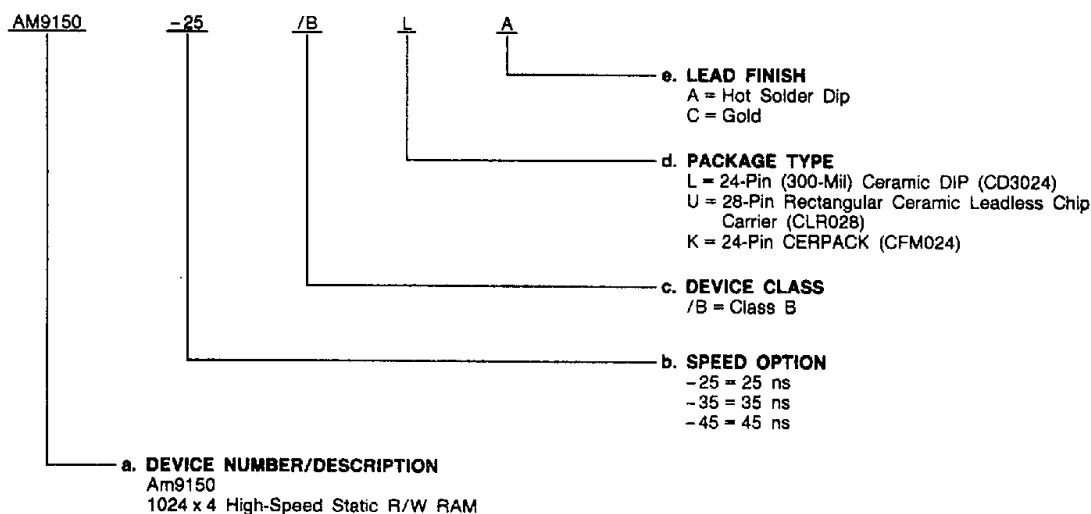 AM9150 -25 /B L A
e. LEAD FINISH
A = Hot Solder Dip
C = Gold
d. PACKAGE TYPE
L = 24-Pin (300-Mil) Ceramic DIP (CD3024)
U = 28-Pin Rectangular Ceramic Leadless Chip
Carrier (CLR028)
K = 24-Pin CERPACK (CFM024)
c. DEVICE CLASS
/B = Class B
b. SPEED OPTION
-25 = 25 ns
-35 = 35 ns
-45 = 45 ns
a. DEVICE NUMBER/DESCRIPTION
Am9150
1024 x 4 High-Speed Static R/W RAM